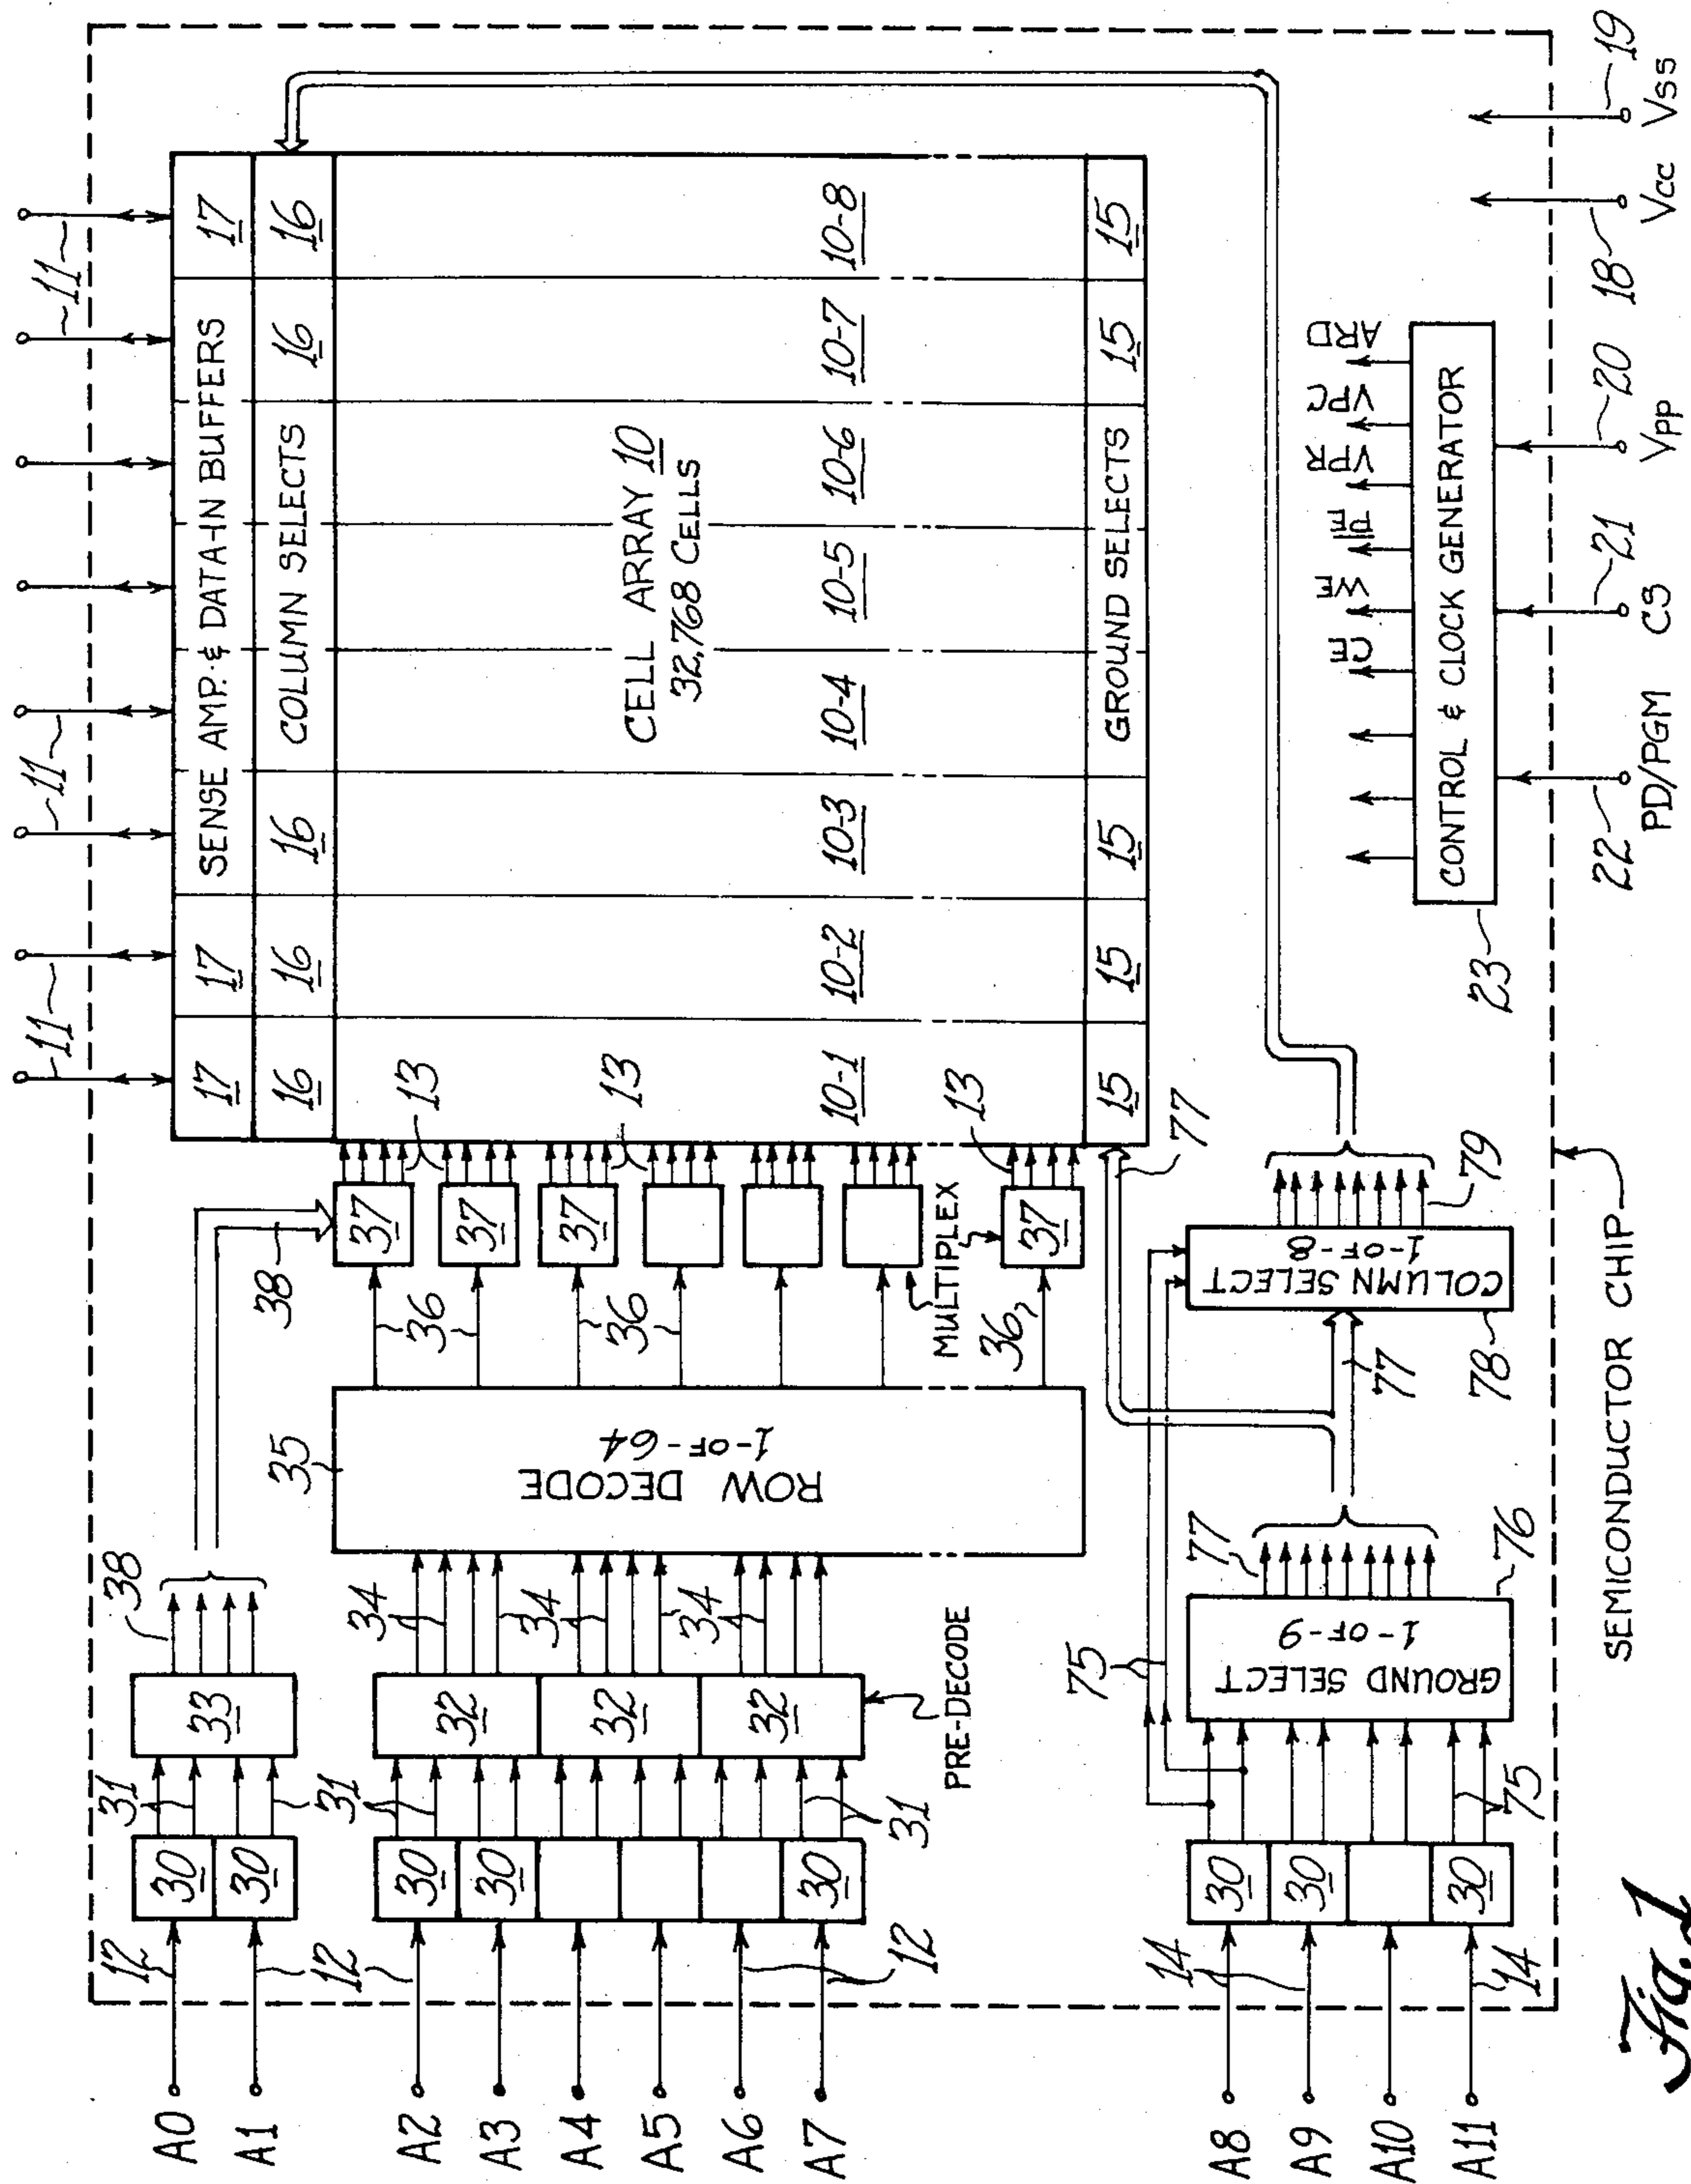 11
11
11
17
17
SENSE AMP. & DATA-IN BUFFERS
17
16
16
16
COLUMN SELECTS
16
16
CELL ARRAY 10
32,768 CELLS
10-1
10-2
10-3
10-4
10-5
10-6
10-7
10-8
15
15
15
GROUND SELECTS
15
15
13
13
13
A0
A1
12
30
30
31
33
38
38
A2
A3
A4
A5
A6
A7
12
12
30
30
30
31
31
32
32
32
PRE-DECODE
34
34
34
35
ROW DECODE
1-OF-64
36
36
36
37
37
37
37
MULTIPLEX
A8
A9
A10
A11
14
14
30
30
30
75
75
GROUND SELECT
1-OF-9
76
77
77
77
COLUMN SELECT
1-OF-8
78
79
CE
WE
PE
VPR
VPC
ARD
CONTROL & CLOCK GENERATOR
23
22
PD/PGM
21
CS
20
Vpp
18
Vcc
19
Vss
SEMICONDUCTOR CHIP
Fig.1